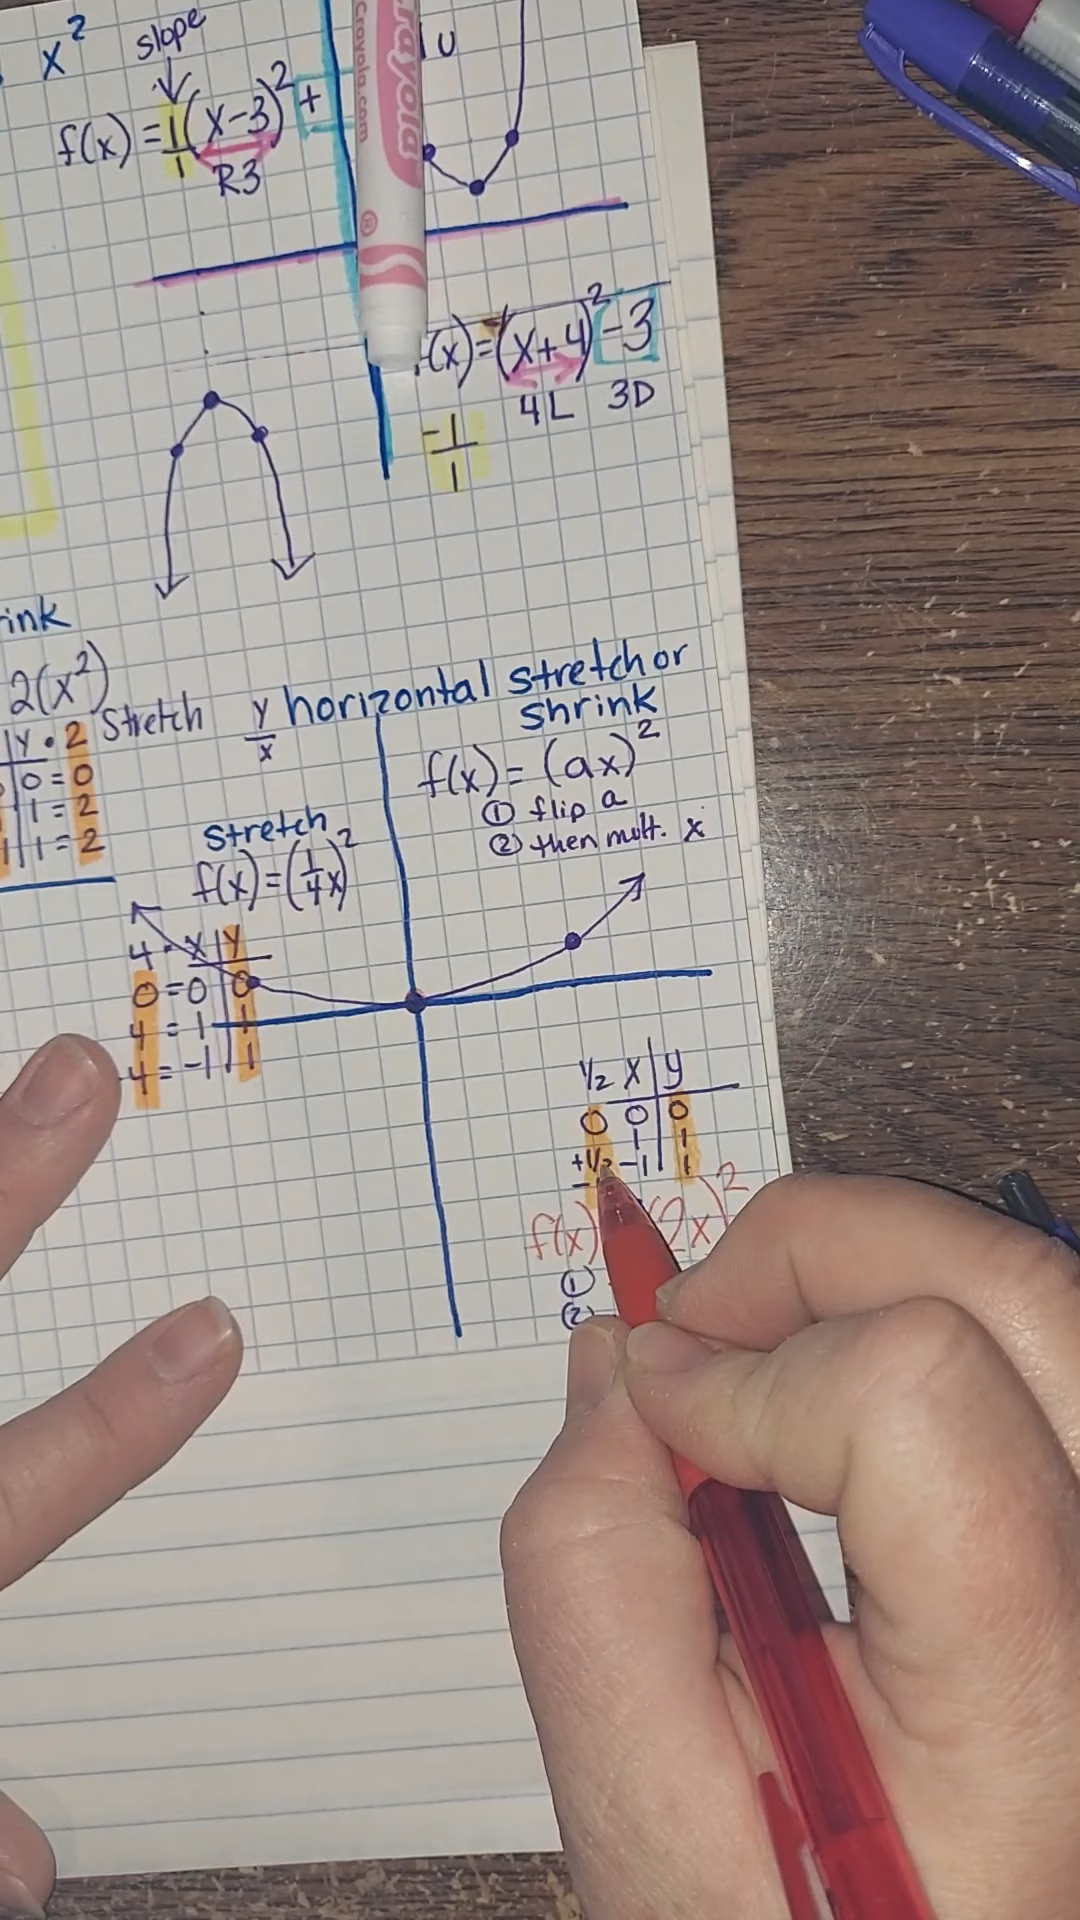 x²
slope
f(x) = 1/1 (x-3)² +
R3
Crayola.com
rayola
®
U
(x) = -(x+4)² -3
4L 3D
-1/1
ink
2(x²)
Stretch
y • 2
0 = 0
1 = 2
1 | 1 = 2
y/x horizontal stretch or
shrink
f(x) = (ax)²
① flip a
② then mult. x
Stretch
f(x) = (1/4x)²
4 · x | y
0 = 0 | 0
4 = 1 | 1
-4 = -1 | 1
1/2 x | y
0 0 | 0
1 | 1
+1/2 -1 | 1
f(x) (2x)²
①
②